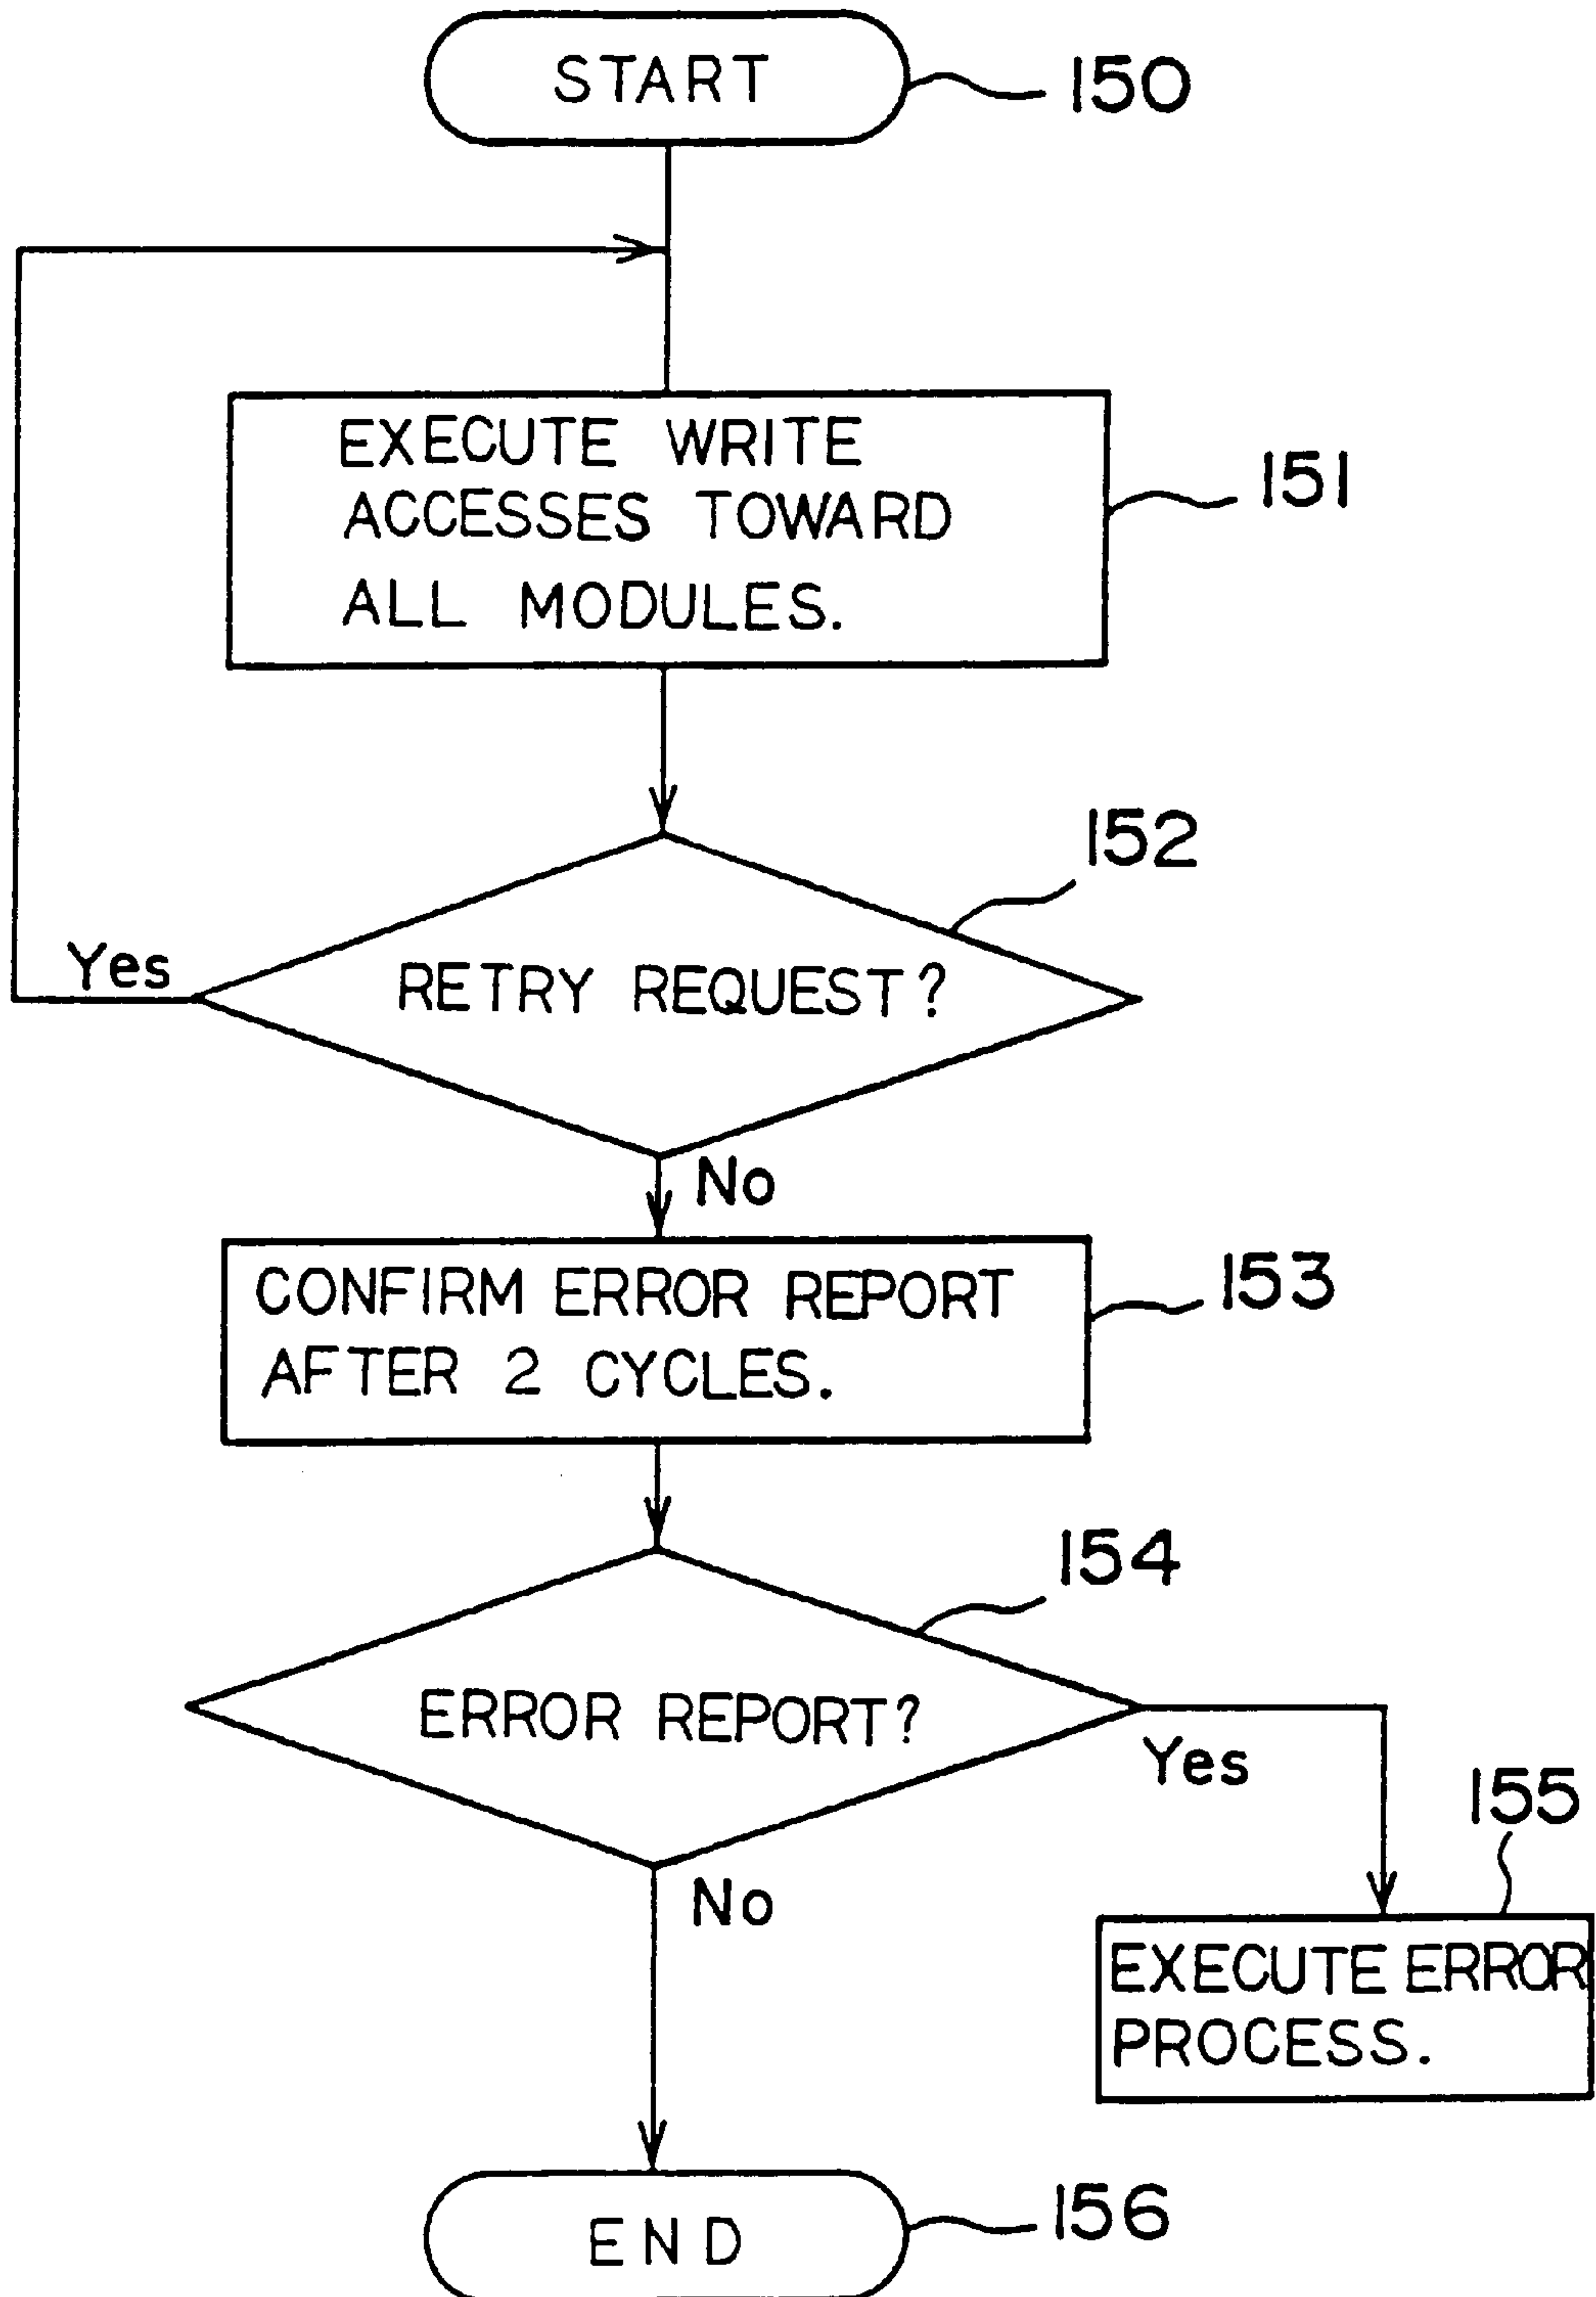 START
150
EXECUTE WRITE
ACCESSES TOWARD
ALL MODULES.
151
152
RETRY REQUEST?
Yes
No
CONFIRM ERROR REPORT
AFTER 2 CYCLES.
153
154
ERROR REPORT?
Yes
No
155
EXECUTE ERROR
PROCESS.
END
156